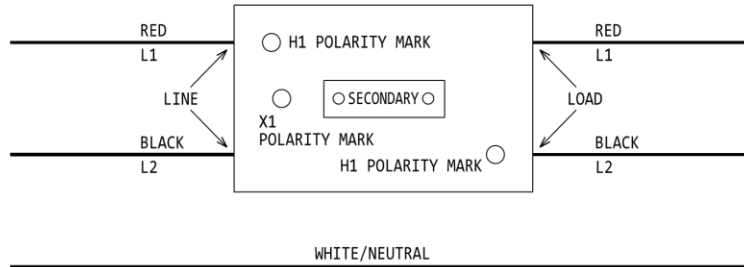 RED
RED
H1 POLARITY MARK
L1
L1
LINE
SECONDARY
LOAD
X1
POLARITY MARK
BLACK
BLACK
H1 POLARITY MARK
L2
L2
WHITE/NEUTRAL